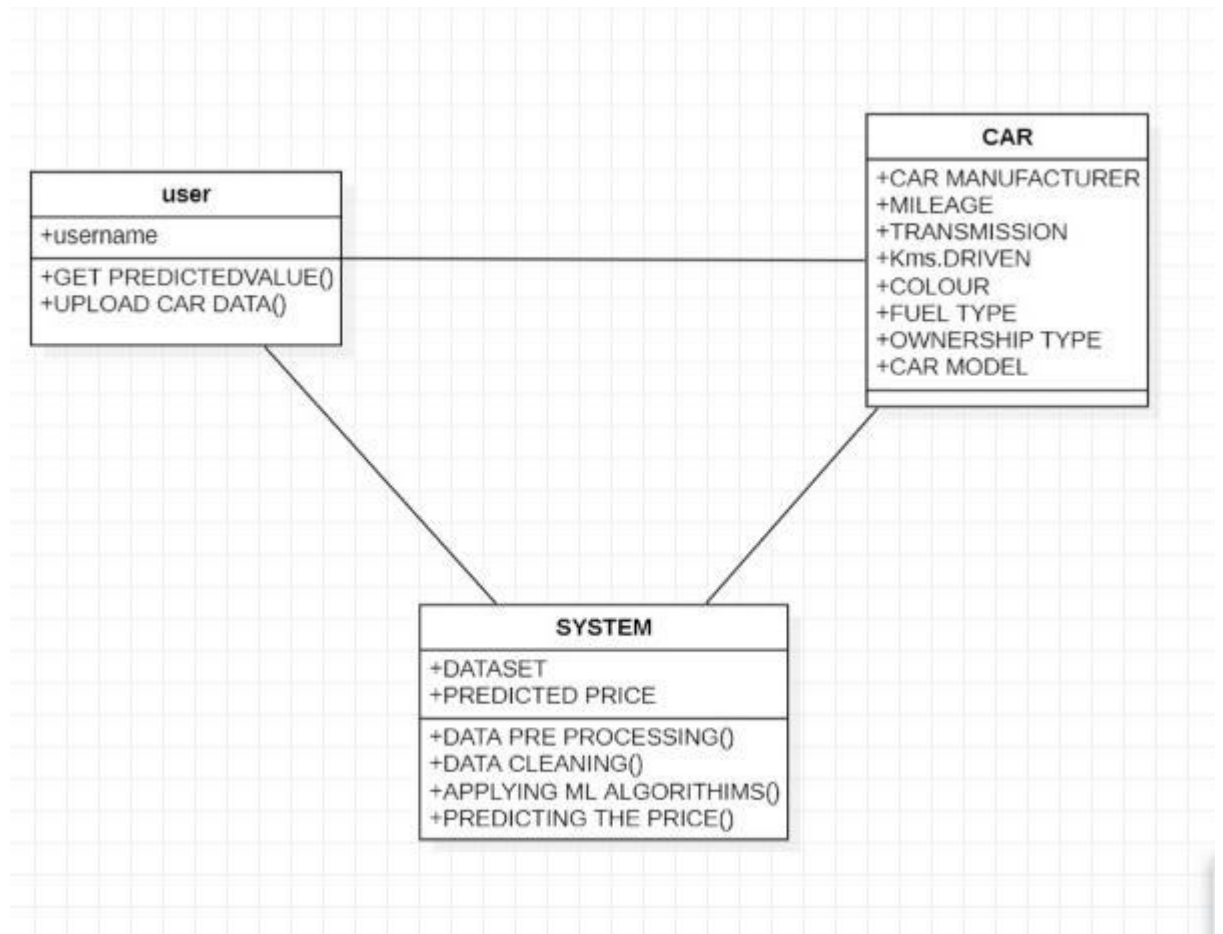 user
+username
+GET PREDICTEDVALUE()
+UPLOAD CAR DATA()
CAR
+CAR MANUFACTURER
+MILEAGE
+TRANSMISSION
+Kms.DRIVEN
+COLOUR
+FUEL TYPE
+OWNERSHIP TYPE
+CAR MODEL
SYSTEM
+DATASET
+PREDICTED PRICE
+DATA PRE PROCESSING()
+DATA CLEANING()
+APPLYING ML ALGORITHIMS()
+PREDICTING THE PRICE()